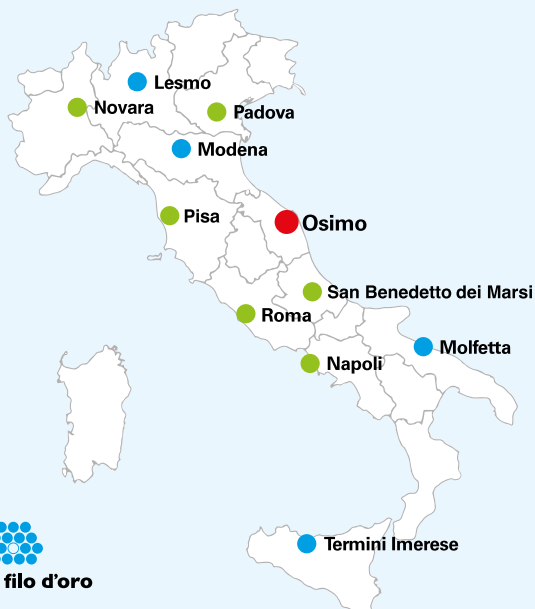 Lesmo
Novara
Padova
Modena
Pisa
Osimo
San Benedetto dei Marsi
Roma
Molfetta
Napoli
Termini Imerese
filo d'oro